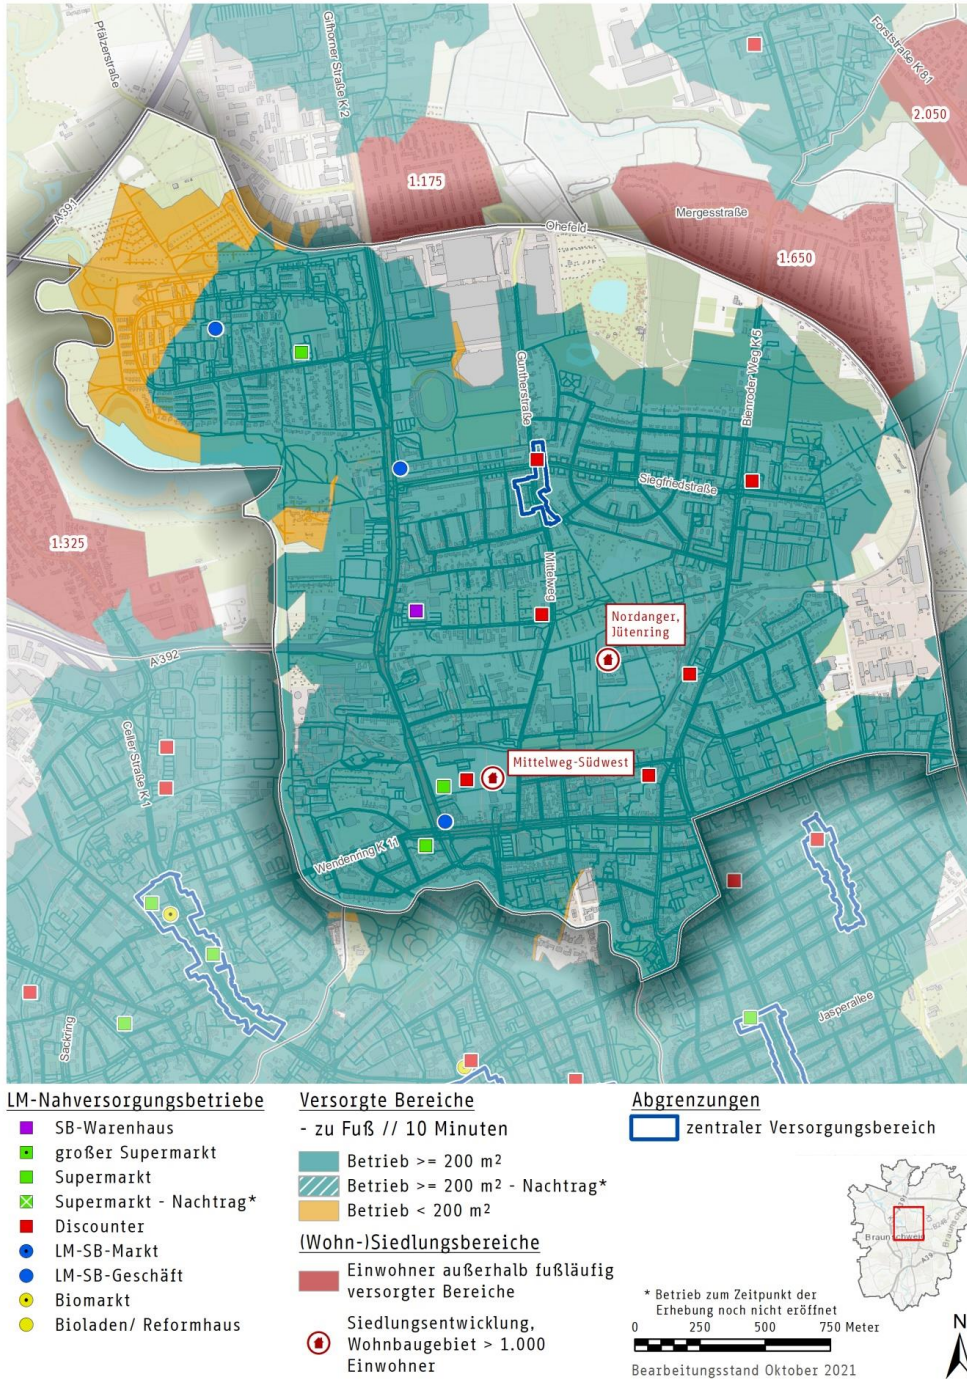 Pfälzerstraße
Gifhorner Straße K 2
Forststraße K 81
2.050
1.175
A 391
Mergesstraße
Ohefeld
1.650
Guntherstraße
Bienroder Weg K 5
Siegfriedstraße
1.325
Mittelweg
Nordanger,
Jütenring
A 392
Celler Straße K 1
Mittelweg-Südwest
Wendenring K 11
Jasperallee
Sackring
LM-Nahversorgungsbetriebe
SB-Warenhaus
großer Supermarkt
Supermarkt
Supermarkt - Nachtrag*
Discounter
LM-SB-Markt
LM-SB-Geschäft
Biomarkt
Bioladen/ Reformhaus
Versorgte Bereiche
- zu Fuß // 10 Minuten
Betrieb >= 200 m²
Betrieb >= 200 m² - Nachtrag*
Betrieb < 200 m²
(Wohn-)Siedlungsbereiche
Einwohner außerhalb fußläufig
versorgter Bereiche
Siedlungsentwicklung,
Wohnbaugebiet > 1.000
Einwohner
Abgrenzungen
zentraler Versorgungsbereich
Braunschweig
A 39
* Betrieb zum Zeitpunkt der
Erhebung noch nicht eröffnet
0 250 500 750 Meter
N
Bearbeitungsstand Oktober 2021